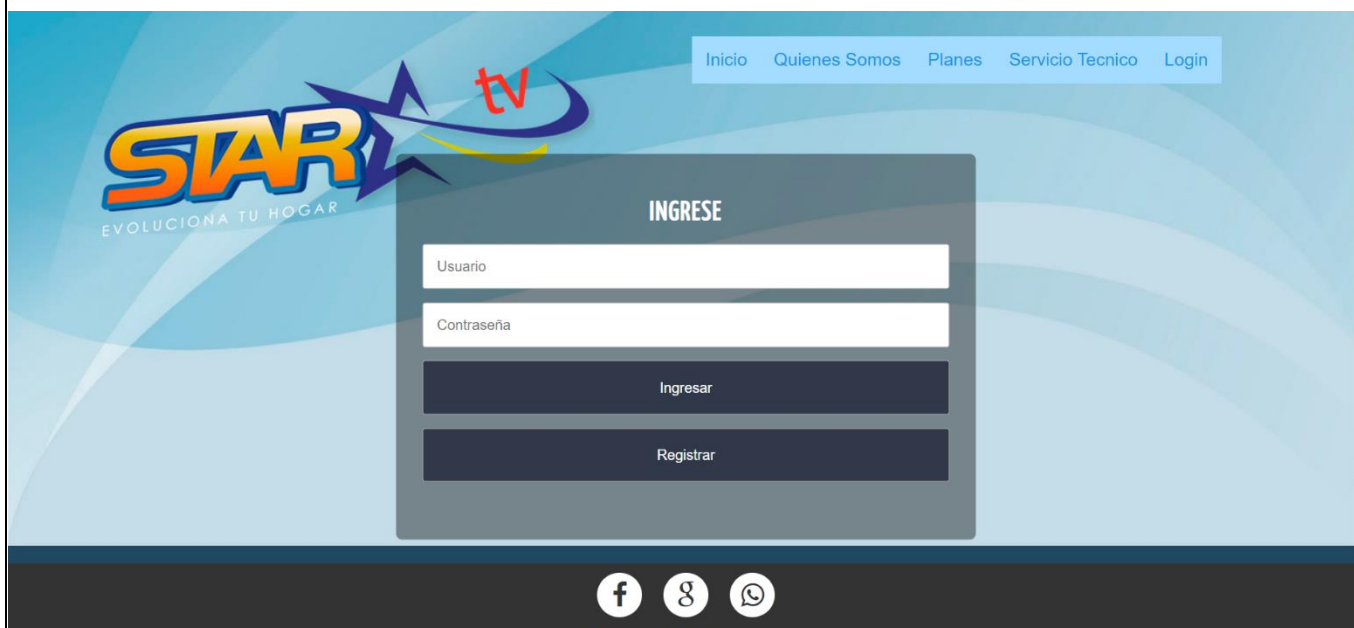 Inicio Quienes Somos Planes Servicio Tecnico Login
STAR tv
EVOLUCIONA TU HOGAR
INGRESE
Usuario
Contraseña
Ingresar
Registrar